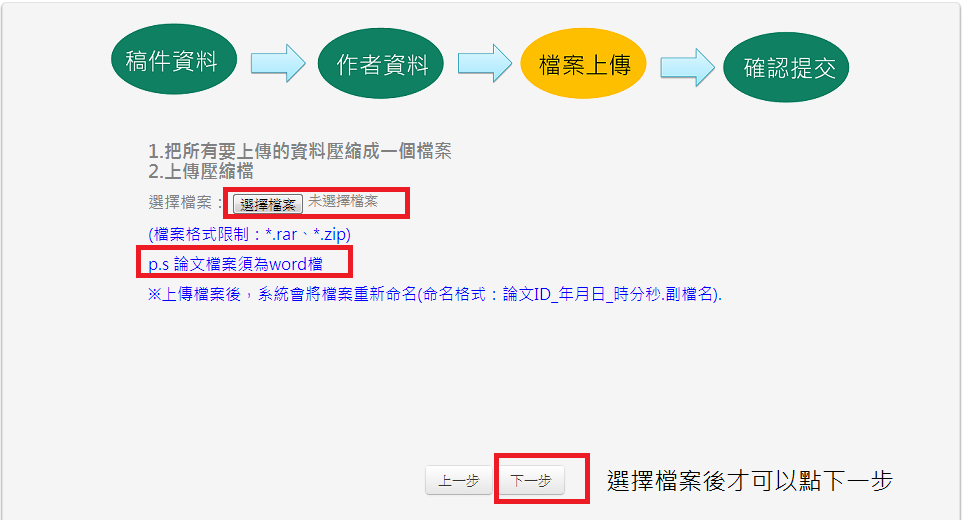 稿件資料 作者資料 檔案上傳 確認提交
1.把所有要上傳的資料壓縮成一個檔案
2.上傳壓縮檔
選擇檔案： 選擇檔案 未選擇檔案
(檔案格式限制：*.rar、*.zip)
p.s 論文檔案須為word檔
※上傳檔案後，系統會將檔案重新命名(命名格式：論文ID_年月日_時分秒.副檔名).
上一步 下一步 選擇檔案後才可以點下一步